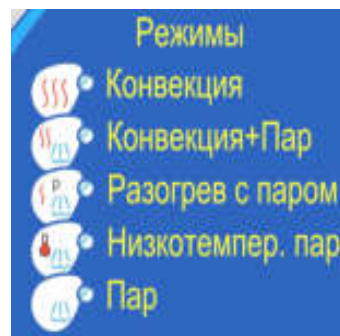 Режимы
Конвекция
Конвекция+Пар
Разогрев с паром
Низкотемпер. пар
Пар